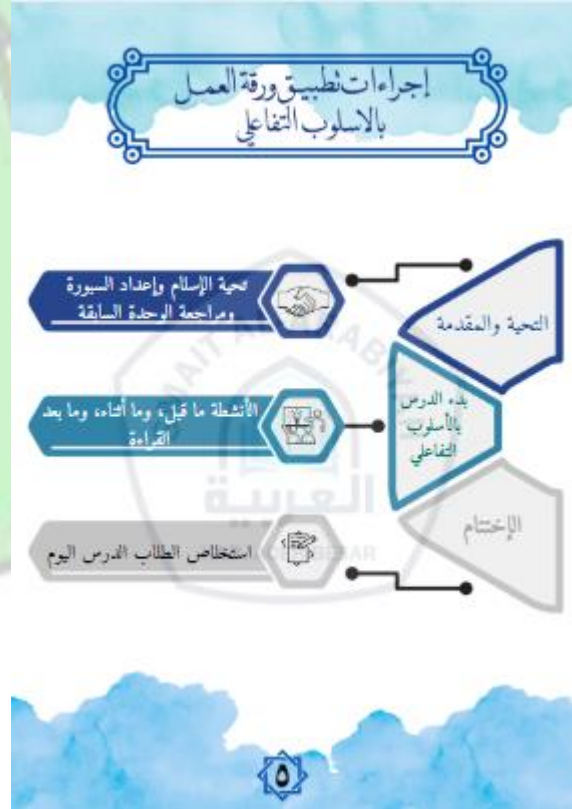 إجراءات تطبيق ورقة العمل
بالاسلوب التفاعلي
التحية والمقدمة
تحية الإسلام وإعداد السبورة
ومراجعة الوحدة السابقة
بدء الدرس
بالأسلوب
التفاعلي
الأنشطة ما قبل، وما أثناء، وما بعد
القراءة
الإختتام
استخلاص الطلاب الدرس اليوم
العربية
٥